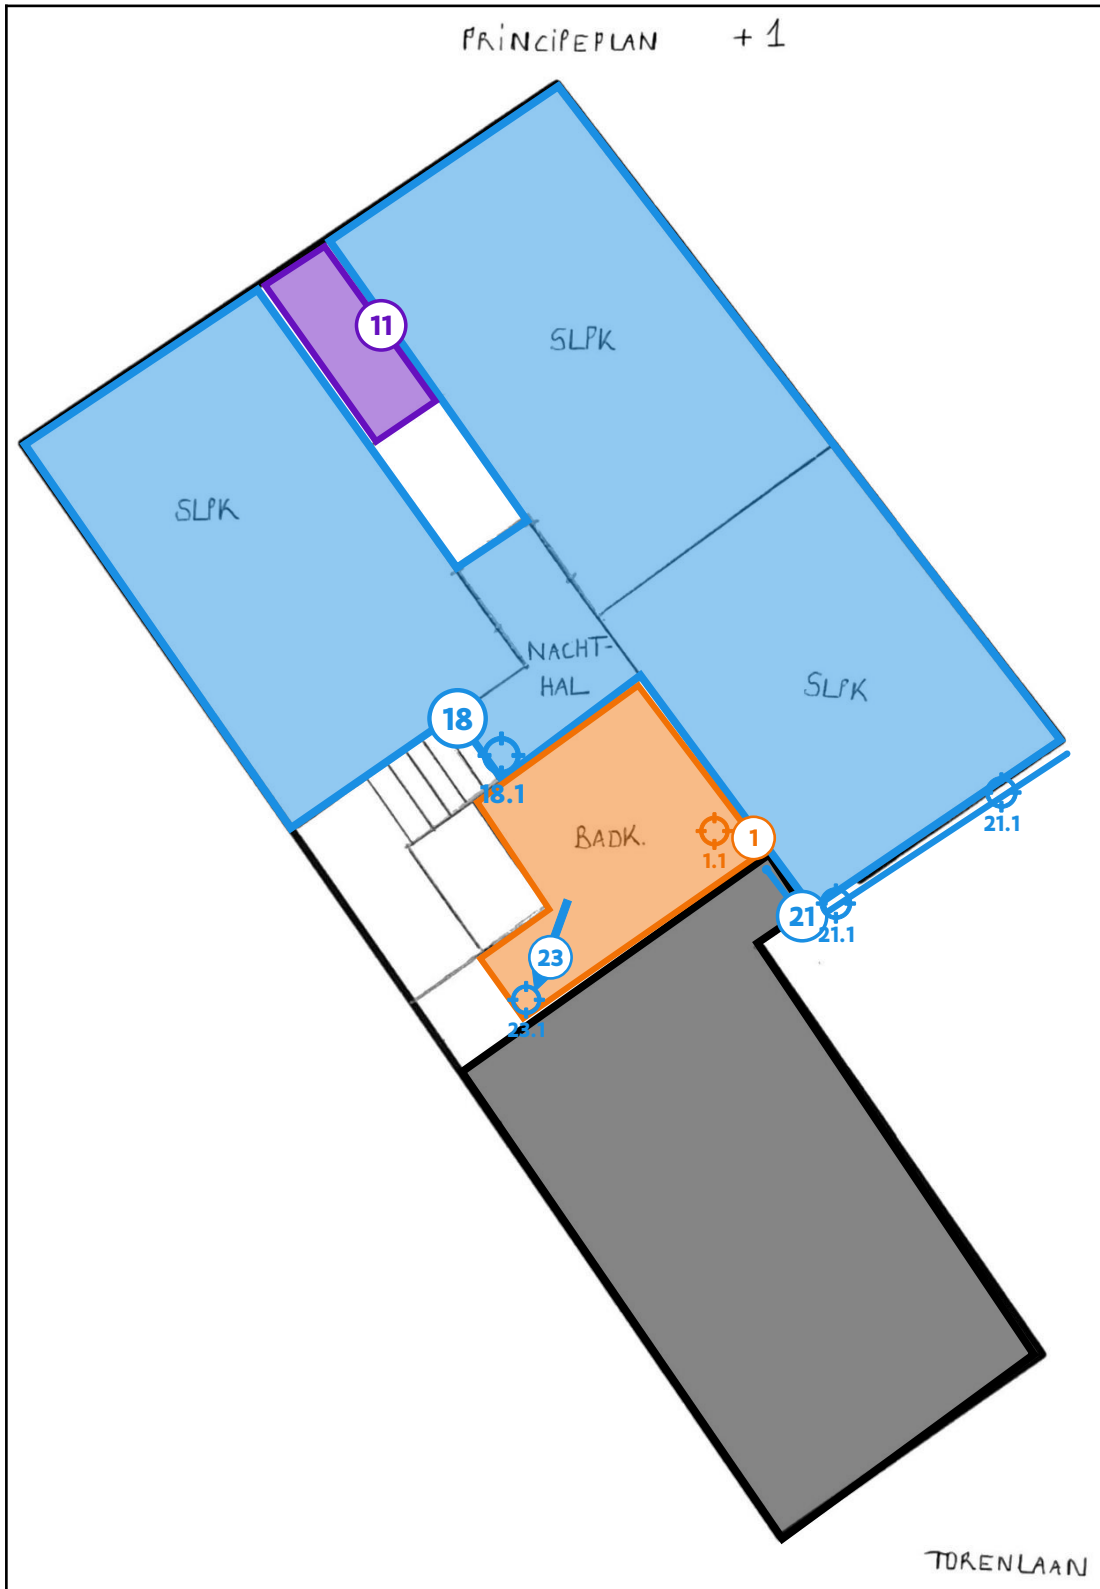 PRiNCiPEPLAN + 1
11
SLPK
SLPK
NACHT-
HAL
SLPK
18
18.1
21.1
BADK.
1
1.1
21
21.1
23
23.1
TORENLAAN